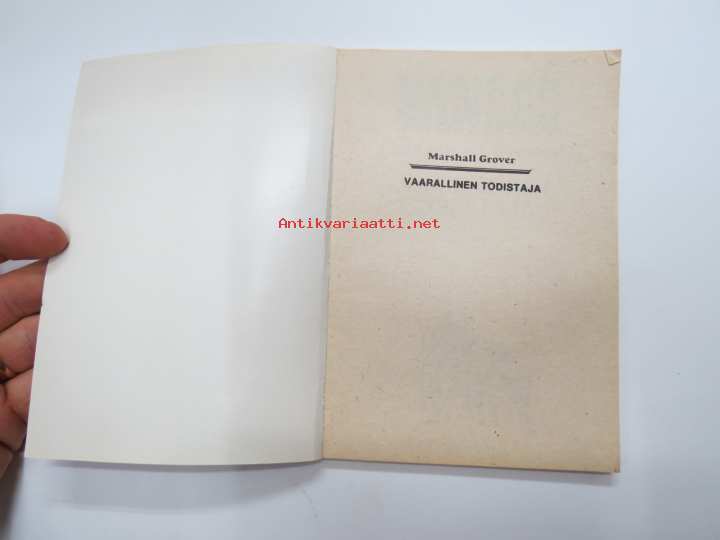 Marshall Grover
VAARALLINEN TODISTAJA
Antikvariaatti.net